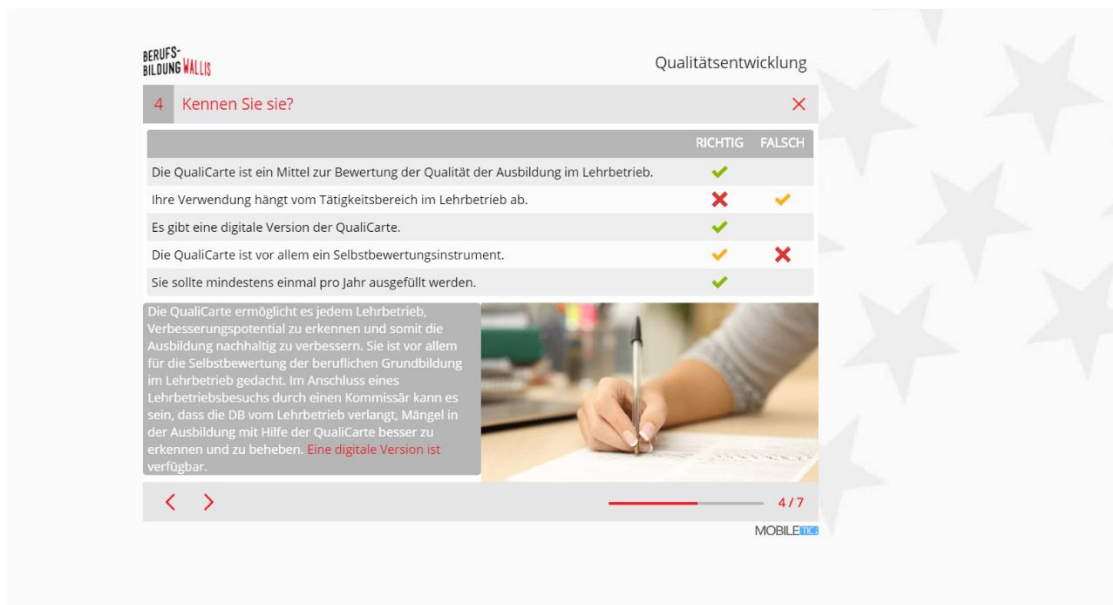 BERUFS-
BILDUNG WALLIS
Qualitätsentwicklung
4 Kennen Sie sie?
RICHTIG FALSCH
Die QualiCarte ist ein Mittel zur Bewertung der Qualität der Ausbildung im Lehrbetrieb.
Ihre Verwendung hängt vom Tätigkeitsbereich im Lehrbetrieb ab.
Es gibt eine digitale Version der QualiCarte.
Die QualiCarte ist vor allem ein Selbstbewertungsinstrument.
Sie sollte mindestens einmal pro Jahr ausgefüllt werden.
Die QualiCarte ermöglicht es jedem Lehrbetrieb,
Verbesserungspotential zu erkennen und somit die
Ausbildung nachhaltig zu verbessern. Sie ist vor allem
für die Selbstbewertung der beruflichen Grundbildung
im Lehrbetrieb gedacht. Im Anschluss eines
Lehrbetriebsbesuchs durch einen Kommissär kann es
sein, dass die DB vom Lehrbetrieb verlangt, Mängel in
der Ausbildung mit Hilfe der QualiCarte besser zu
erkennen und zu beheben. Eine digitale Version ist
verfügbar.
4 / 7
MOBILETIC